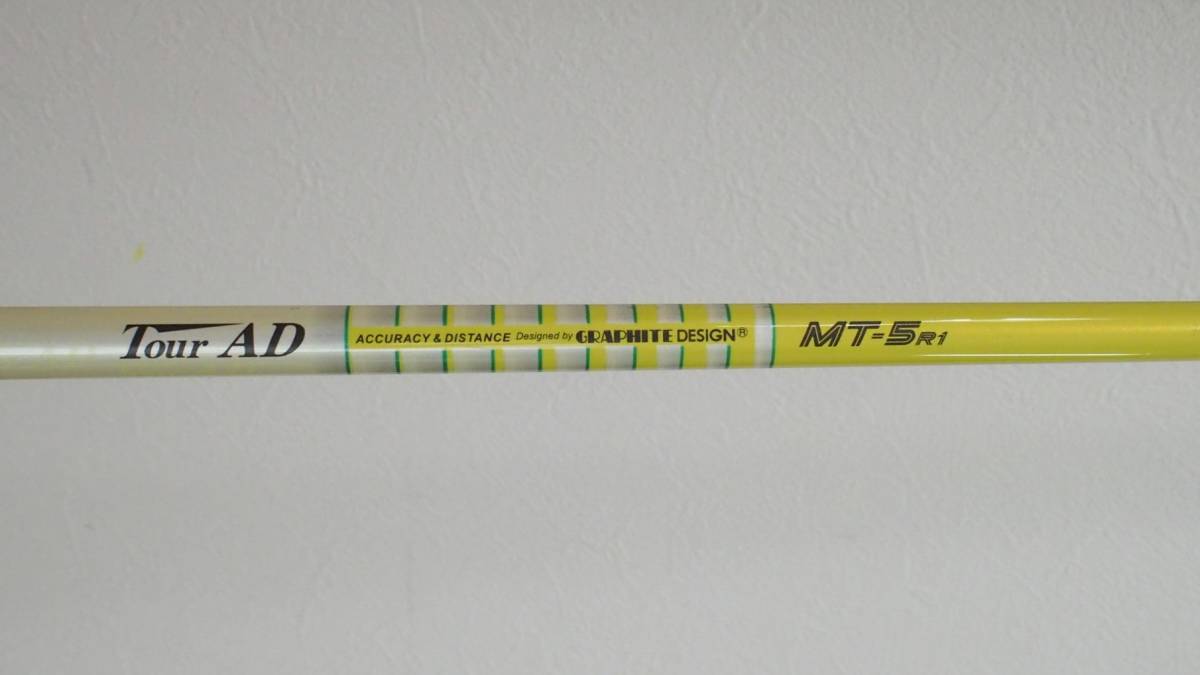 Tour AD ACCURACY & DISTANCE Designed by GRAPHITE DESIGN® MT-5R1